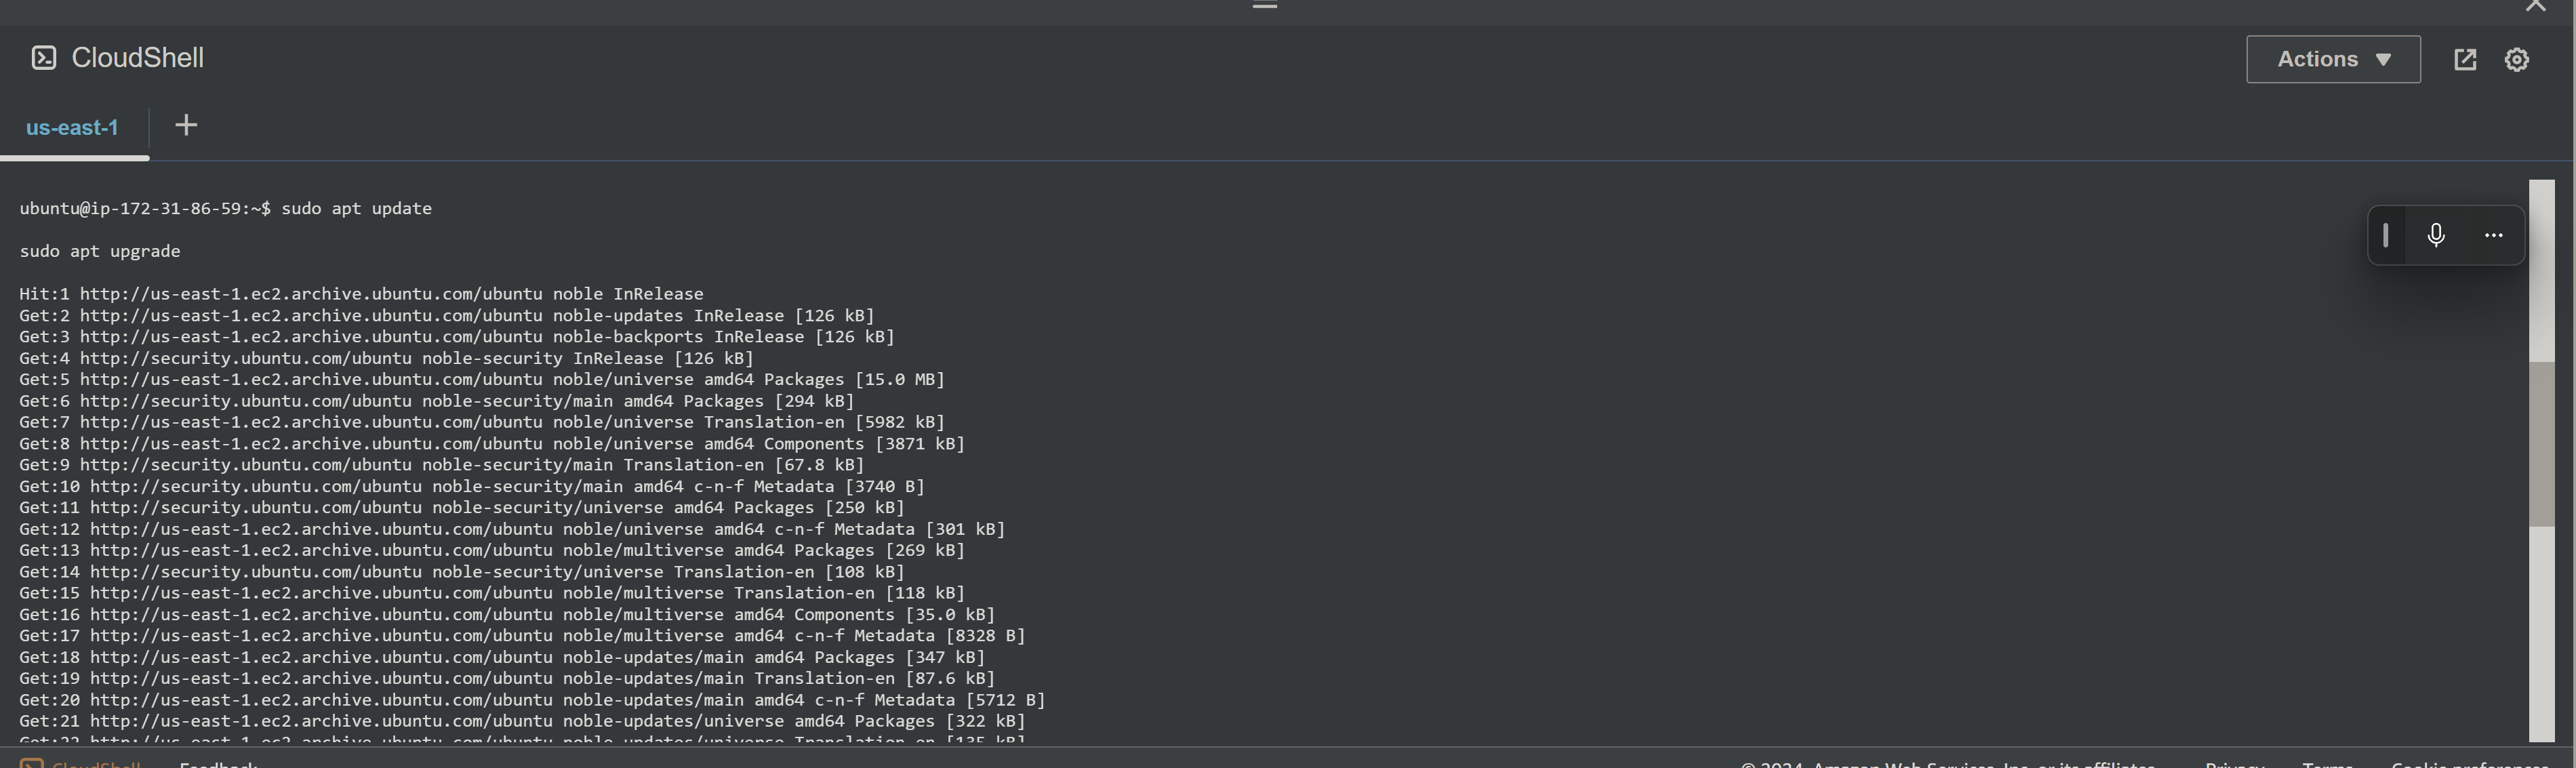 CloudShell
Actions
us-east-1
ubuntu@ip-172-31-86-59:~$ sudo apt update
sudo apt upgrade
Hit:1 http://us-east-1.ec2.archive.ubuntu.com/ubuntu noble InRelease
Get:2 http://us-east-1.ec2.archive.ubuntu.com/ubuntu noble-updates InRelease [126 kB]
Get:3 http://us-east-1.ec2.archive.ubuntu.com/ubuntu noble-backports InRelease [126 kB]
Get:4 http://security.ubuntu.com/ubuntu noble-security InRelease [126 kB]
Get:5 http://us-east-1.ec2.archive.ubuntu.com/ubuntu noble/universe amd64 Packages [15.0 MB]
Get:6 http://security.ubuntu.com/ubuntu noble-security/main amd64 Packages [294 kB]
Get:7 http://us-east-1.ec2.archive.ubuntu.com/ubuntu noble/universe Translation-en [5982 kB]
Get:8 http://us-east-1.ec2.archive.ubuntu.com/ubuntu noble/universe amd64 Components [3871 kB]
Get:9 http://security.ubuntu.com/ubuntu noble-security/main Translation-en [67.8 kB]
Get:10 http://security.ubuntu.com/ubuntu noble-security/main amd64 c-n-f Metadata [3740 B]
Get:11 http://security.ubuntu.com/ubuntu noble-security/universe amd64 Packages [250 kB]
Get:12 http://us-east-1.ec2.archive.ubuntu.com/ubuntu noble/universe amd64 c-n-f Metadata [301 kB]
Get:13 http://us-east-1.ec2.archive.ubuntu.com/ubuntu noble/multiverse amd64 Packages [269 kB]
Get:14 http://security.ubuntu.com/ubuntu noble-security/universe Translation-en [108 kB]
Get:15 http://us-east-1.ec2.archive.ubuntu.com/ubuntu noble/multiverse Translation-en [118 kB]
Get:16 http://us-east-1.ec2.archive.ubuntu.com/ubuntu noble/multiverse amd64 Components [35.0 kB]
Get:17 http://us-east-1.ec2.archive.ubuntu.com/ubuntu noble/multiverse amd64 c-n-f Metadata [8328 B]
Get:18 http://us-east-1.ec2.archive.ubuntu.com/ubuntu noble-updates/main amd64 Packages [347 kB]
Get:19 http://us-east-1.ec2.archive.ubuntu.com/ubuntu noble-updates/main Translation-en [87.6 kB]
Get:20 http://us-east-1.ec2.archive.ubuntu.com/ubuntu noble-updates/main amd64 c-n-f Metadata [5712 B]
Get:21 http://us-east-1.ec2.archive.ubuntu.com/ubuntu noble-updates/universe amd64 Packages [322 kB]
Get:22 http://us-east-1.ec2.archive.ubuntu.com/ubuntu noble-updates/universe Translation-en [135 kB]
CloudShell Feedback © 2024, Amazon Web Services, Inc. or its affiliates. Privacy Terms Cookie preferences